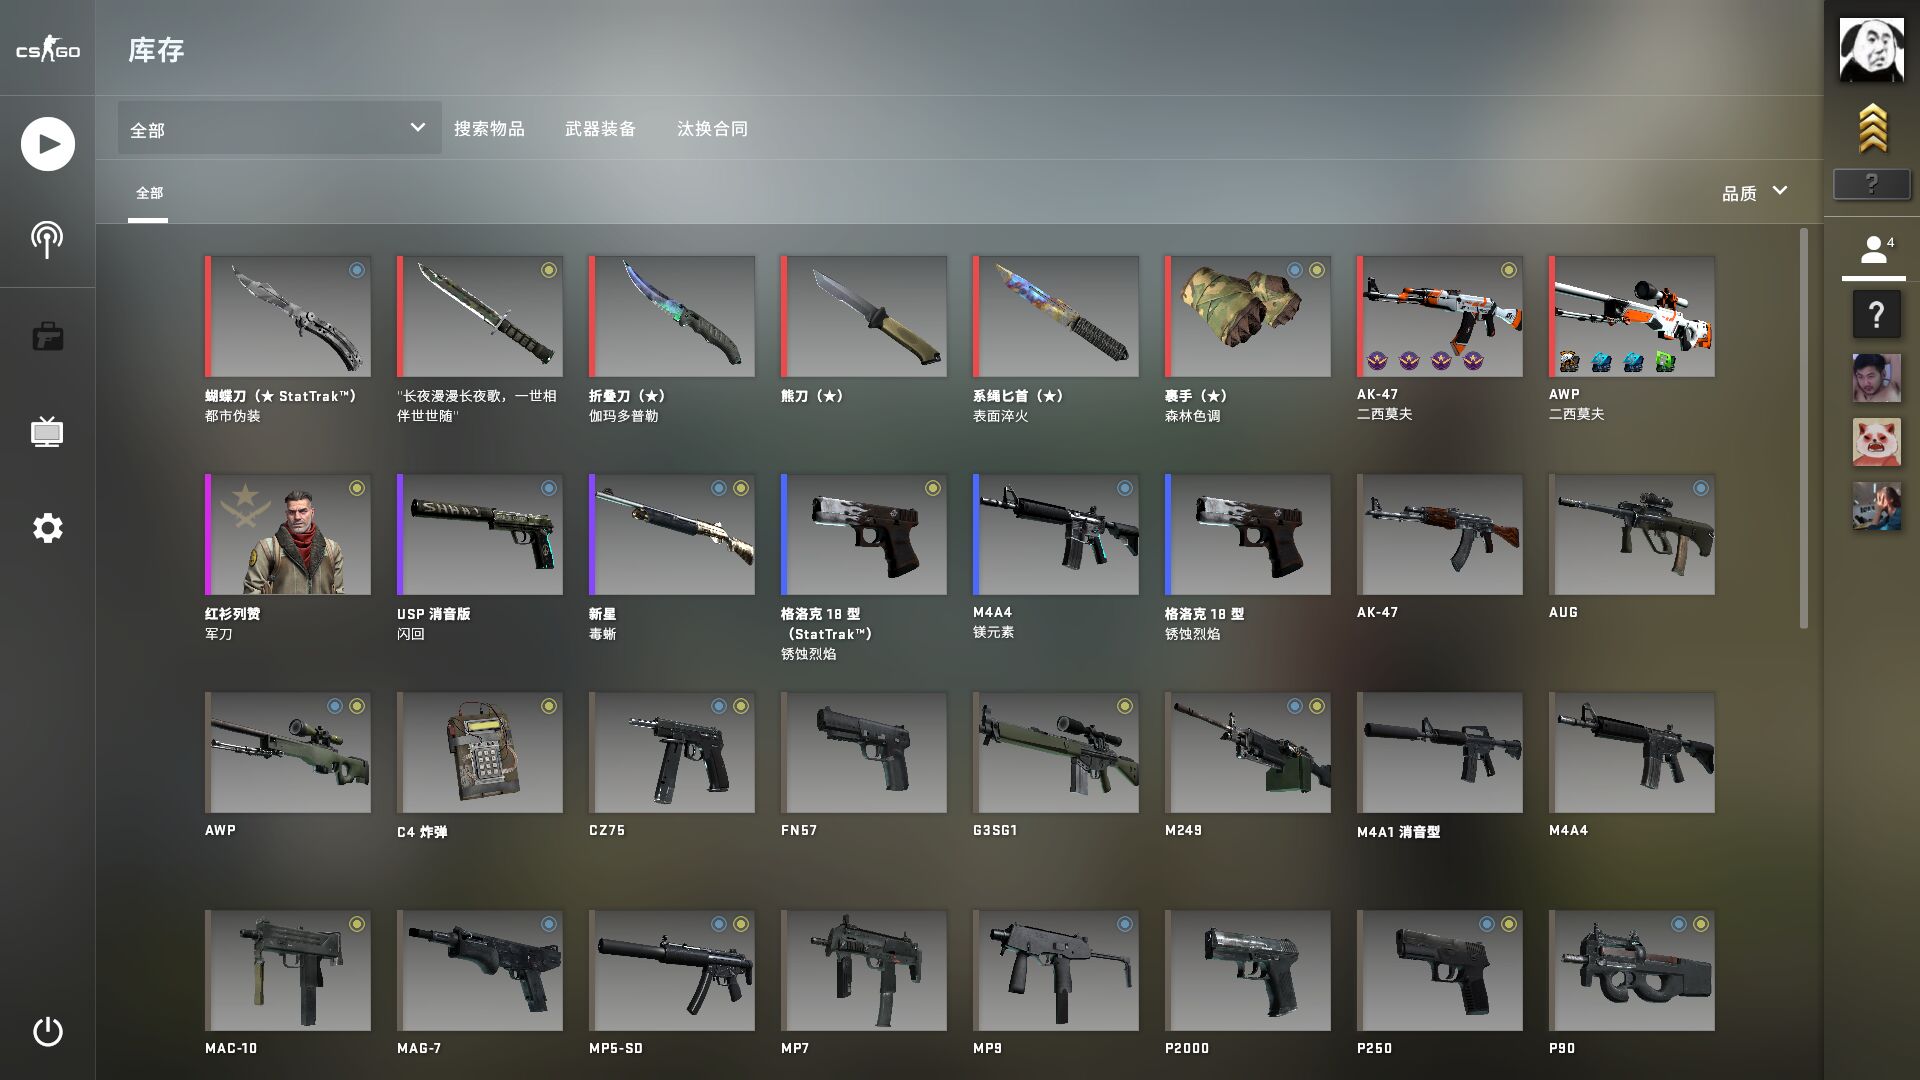 CS GO
库存
全部
搜索物品
武器装备
汰换合同
全部
品质
?
4
?
蝴蝶刀（★ StatTrak™）
都市伪装
"长夜漫漫长夜歌，一世相
伴世世随"
折叠刀（★）
伽玛多普勒
熊刀（★）
系绳匕首（★）
表面淬火
裹手（★）
森林色调
AK-47
二西莫夫
AWP
二西莫夫
红衫列赞
军刀
USP 消音版
闪回
新星
毒蜥
格洛克 18 型
（StatTrak™）
锈蚀烈焰
M4A4
镁元素
格洛克 18 型
锈蚀烈焰
AK-47
AUG
AWP
C4 炸弹
CZ75
FN57
G3SG1
M249
M4A1 消音型
M4A4
MAC-10
MAG-7
MP5-SD
MP7
MP9
P2000
P250
P90